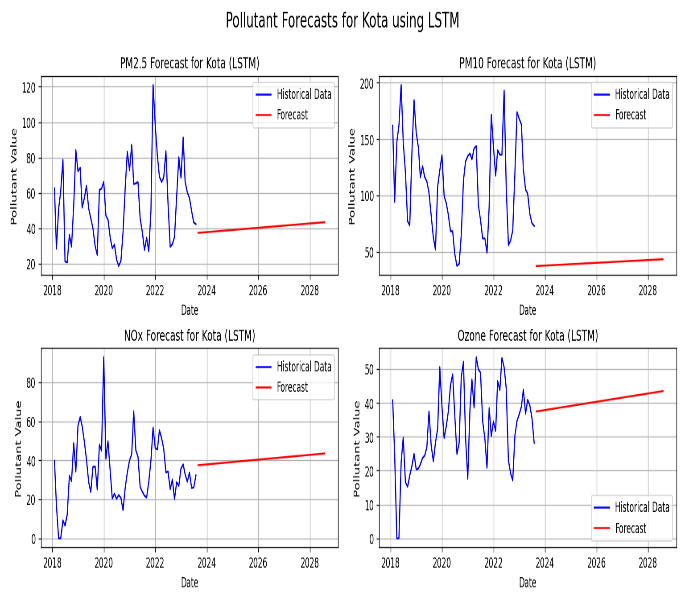 Pollutant Forecasts for Kota using LSTM
PM2.5 Forecast for Kota (LSTM)
Pollutant Value
120
100
80
60
40
20
Historical Data
Forecast
2018 2020 2022 2024 2026 2028
Date
PM10 Forecast for Kota (LSTM)
Pollutant Value
200
150
100
50
Historical Data
Forecast
2018 2020 2022 2024 2026 2028
Date
NOx Forecast for Kota (LSTM)
Pollutant Value
80
60
40
20
0
Historical Data
Forecast
2018 2020 2022 2024 2026 2028
Date
Ozone Forecast for Kota (LSTM)
Pollutant Value
50
40
30
20
10
0
Historical Data
Forecast
2018 2020 2022 2024 2026 2028
Date